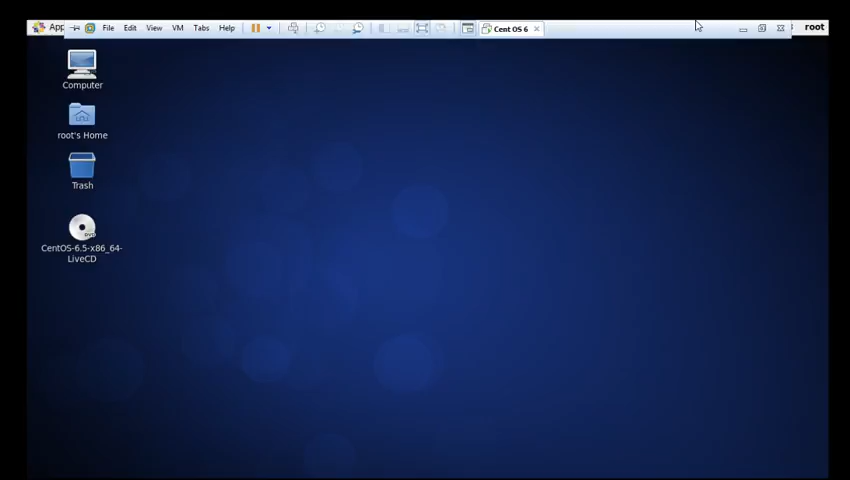 App File Edit View VM Tabs Help Cent OS 6 root
Computer
root's Home
Trash
CentOS-6.5-x86_64-
LiveCD